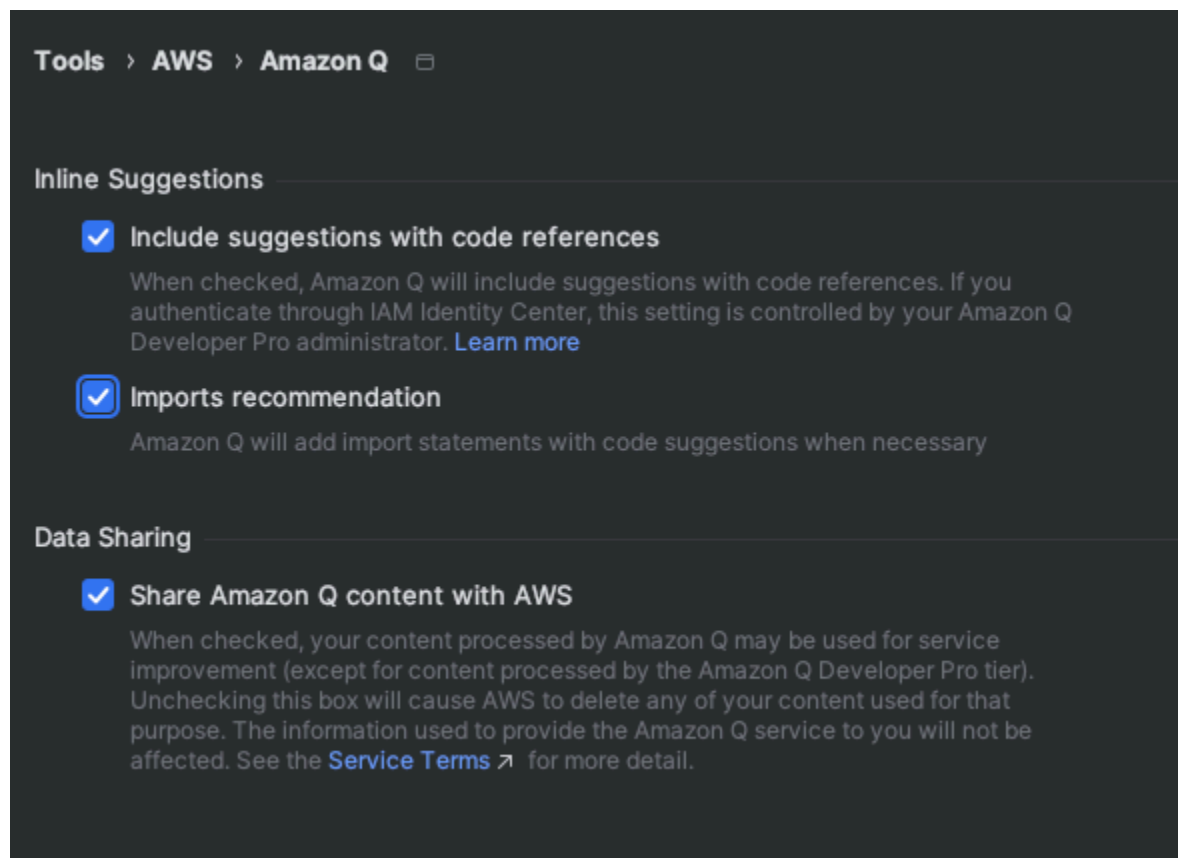 Tools › AWS › Amazon Q
Inline Suggestions
Include suggestions with code references
When checked, Amazon Q will include suggestions with code references. If you
authenticate through IAM Identity Center, this setting is controlled by your Amazon Q
Developer Pro administrator. Learn more
Imports recommendation
Amazon Q will add import statements with code suggestions when necessary
Data Sharing
Share Amazon Q content with AWS
When checked, your content processed by Amazon Q may be used for service
improvement (except for content processed by the Amazon Q Developer Pro tier).
Unchecking this box will cause AWS to delete any of your content used for that
purpose. The information used to provide the Amazon Q service to you will not be
affected. See the Service Terms ↗ for more detail.